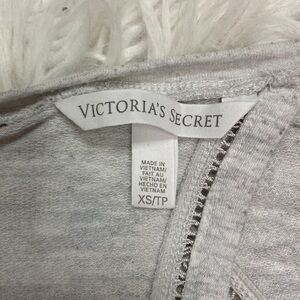 VICTORIA'S SECRET
MADE IN
VIETNAM/
FAIT AU
VIETNAM/
HECHO EN
VIETNAM
XS/TP